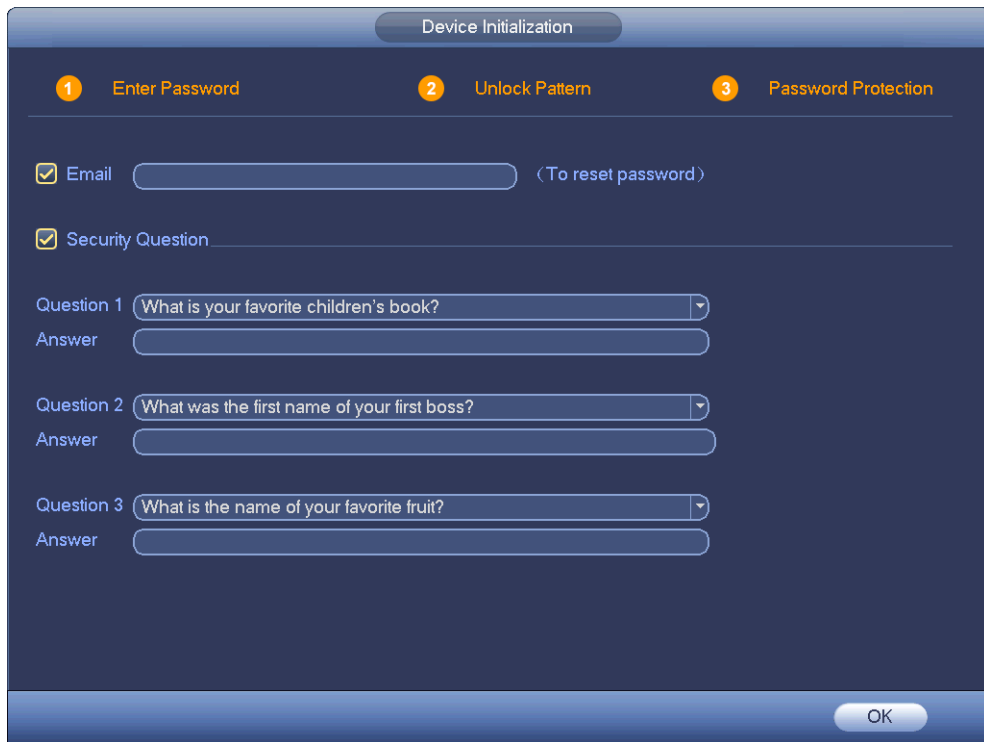 Device Initialization
1 Enter Password 2 Unlock Pattern 3 Password Protection
Email （To reset password）
Security Question
Question 1 What is your favorite children's book?
Answer
Question 2 What was the first name of your first boss?
Answer
Question 3 What is the name of your favorite fruit?
Answer
OK